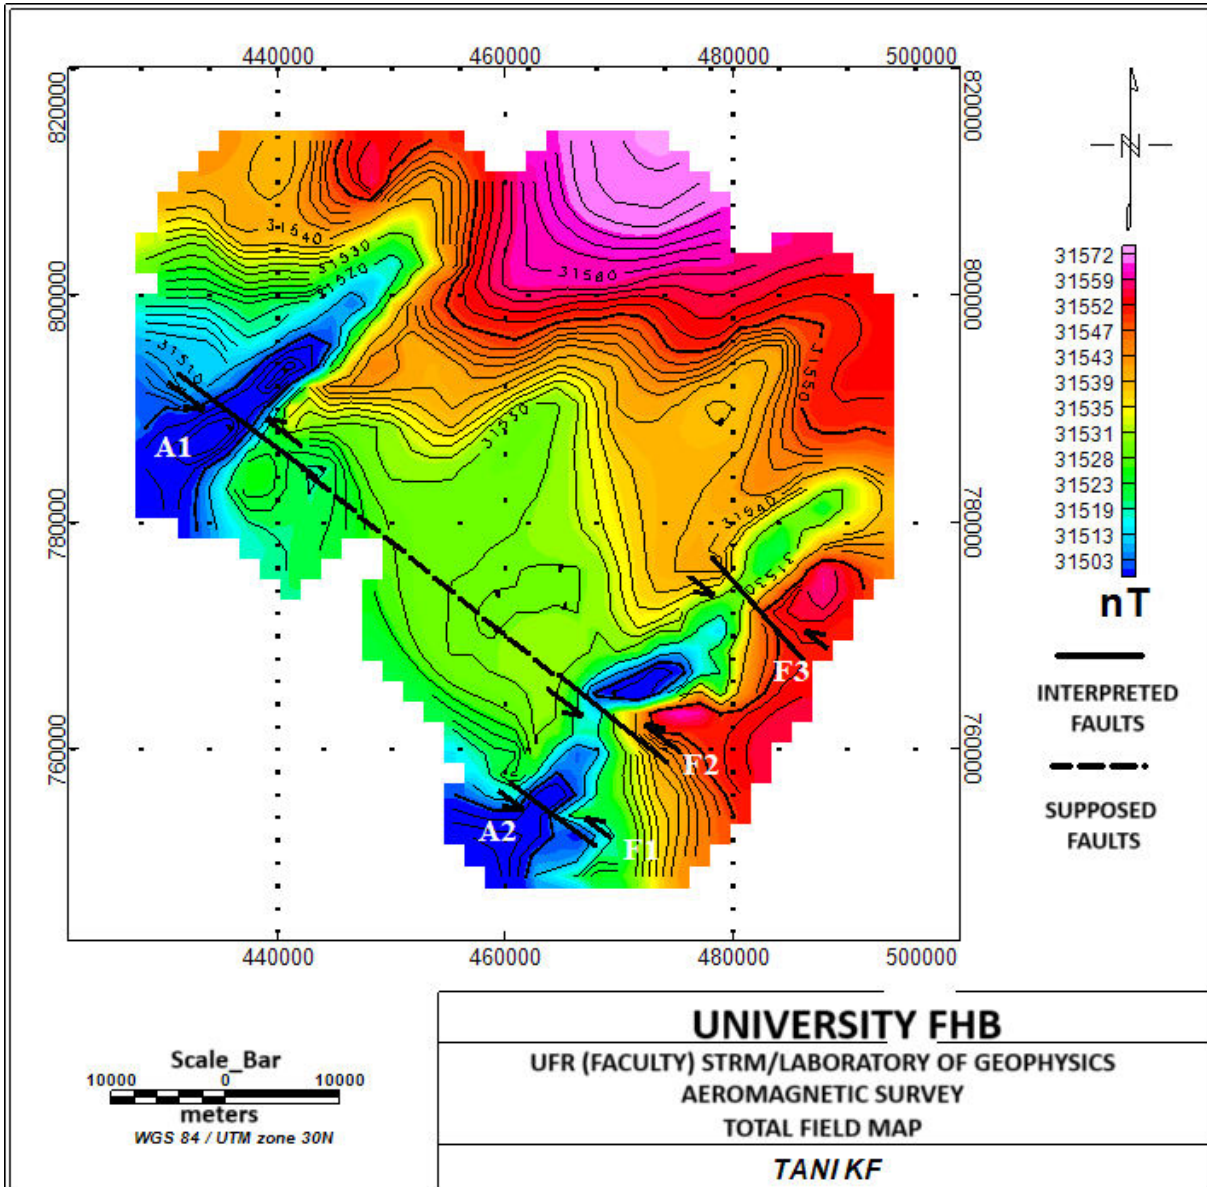 440000 460000 480000 500000
820000 820000
800000 800000
780000 780000
760000 760000
N
31540
31530
31520
31560
31510
31550
31530
31540
31530
A1
A2
F1
F2
F3
31572
31559
31552
31547
31543
31539
31535
31531
31528
31523
31519
31513
31503
nT
INTERPRETED
FAULTS
SUPPOSED
FAULTS
440000 460000 480000 500000
Scale_Bar
10000 0 10000
meters
WGS 84 / UTM zone 30N
UNIVERSITY FHB
UFR (FACULTY) STRM/LABORATORY OF GEOPHYSICS
AEROMAGNETIC SURVEY
TOTAL FIELD MAP
TANI KF